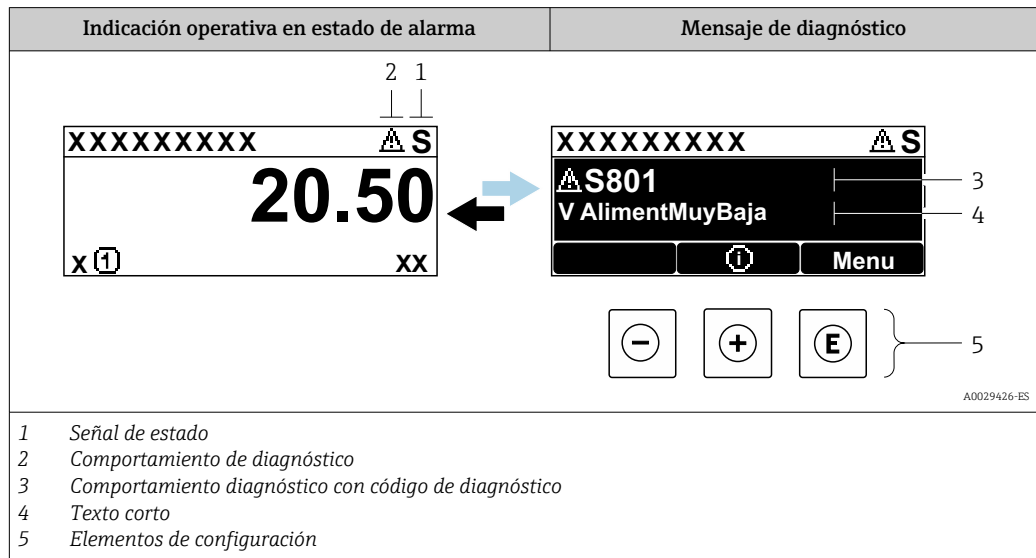 Indicación operativa en estado de alarma
Mensaje de diagnóstico
2 1
XXXXXXXXX ⚠ S
20.50
X 1
XX
XXXXXXXXX ⚠ S
⚠S801
V AlimentMuyBaja
i
Menu
3
4
- + E
5
A0029426-ES
1 Señal de estado
2 Comportamiento de diagnóstico
3 Comportamiento diagnóstico con código de diagnóstico
4 Texto corto
5 Elementos de configuración